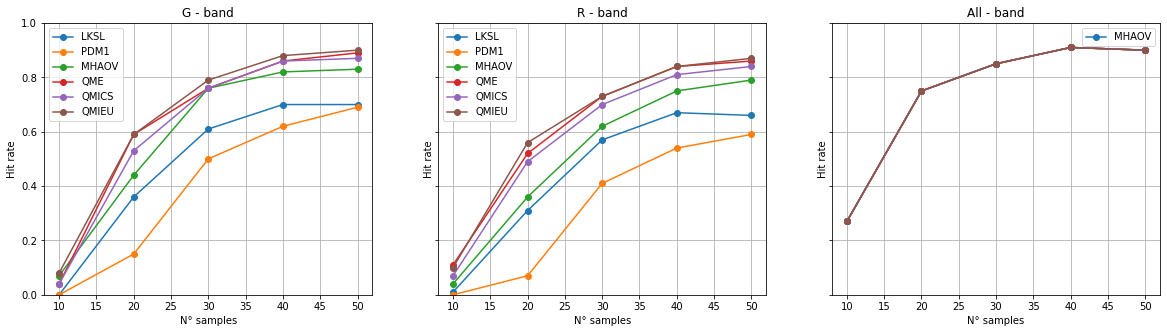 G - band
R - band
All - band
1.0
0.8
0.6
0.4
0.2
0.0
Hit rate
LKSL
PDM1
MHAOV
QME
QMICS
QMIEU
10 15 20 25 30 35 40 45 50
N° samples
Hit rate
LKSL
PDM1
MHAOV
QME
QMICS
QMIEU
10 15 20 25 30 35 40 45 50
N° samples
Hit rate
MHAOV
10 15 20 25 30 35 40 45 50
N° samples